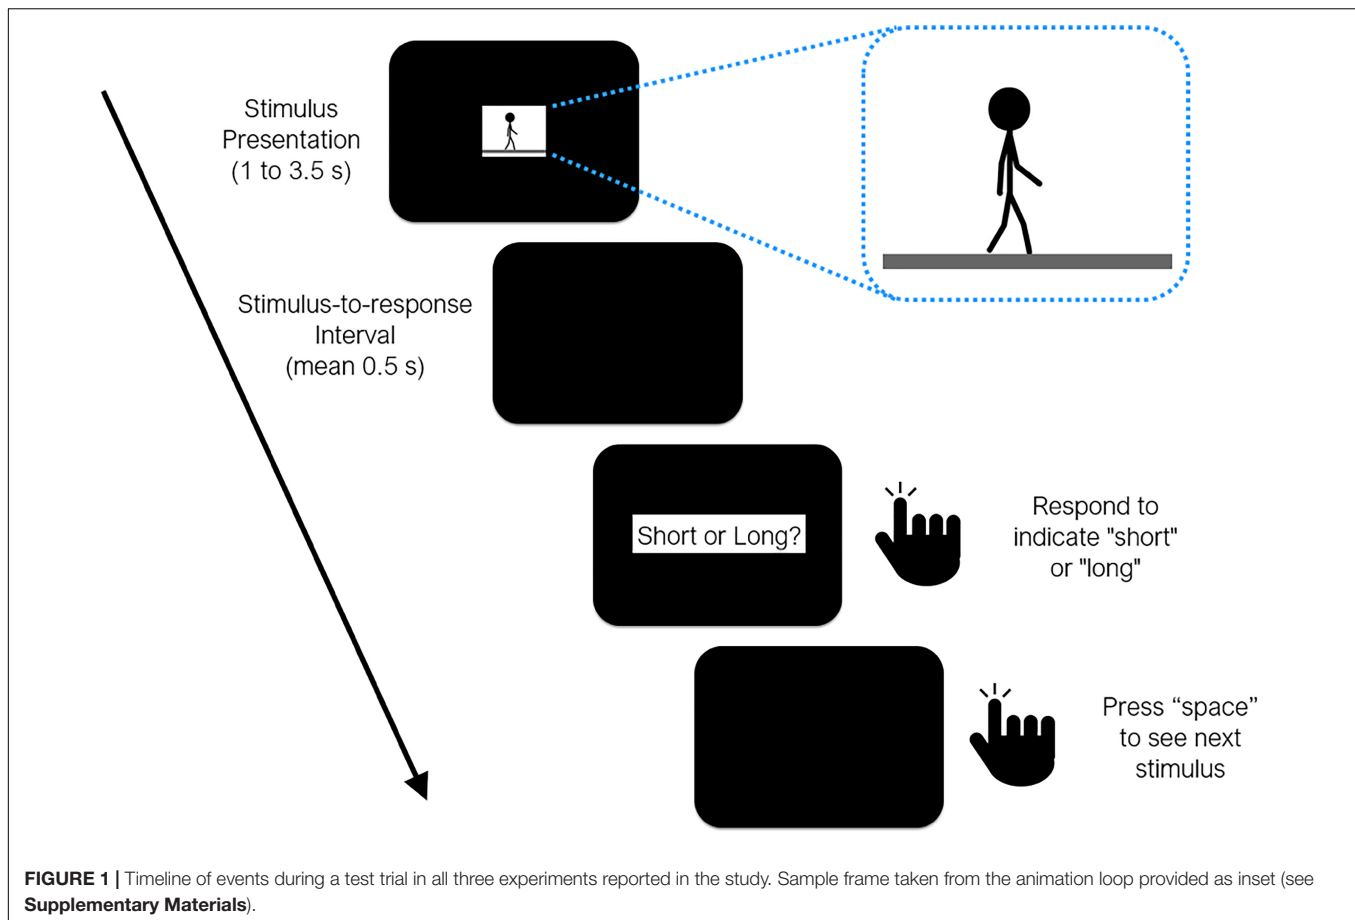 Stimulus
Presentation
(1 to 3.5 s)
Stimulus-to-response
Interval
(mean 0.5 s)
Short or Long?
Respond to
indicate "short"
or "long"
Press “space”
to see next
stimulus
FIGURE 1 | Timeline of events during a test trial in all three experiments reported in the study. Sample frame taken from the animation loop provided as inset (see
Supplementary Materials).